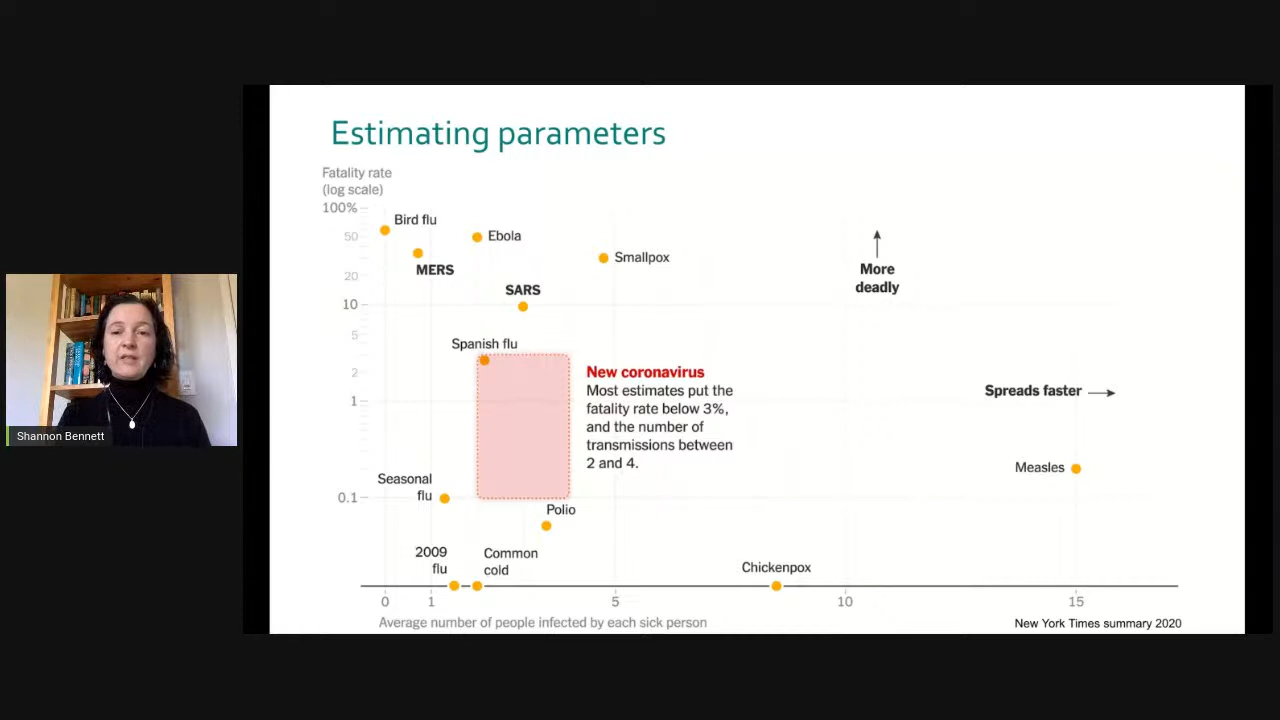 Estimating parameters
Fatality rate
(log scale)
100%
Bird flu
50
Ebola
Smallpox
MERS
More
deadly
20
SARS
10
5
Spanish flu
2
New coronavirus
Most estimates put the
fatality rate below 3%,
and the number of
transmissions between
2 and 4.
Spreads faster
1
Shannon Bennett
Measles
Seasonal
flu
0.1
Polio
2009
flu
Common
cold
Chickenpox
0 1 5 10 15
Average number of people infected by each sick person
New York Times summary 2020